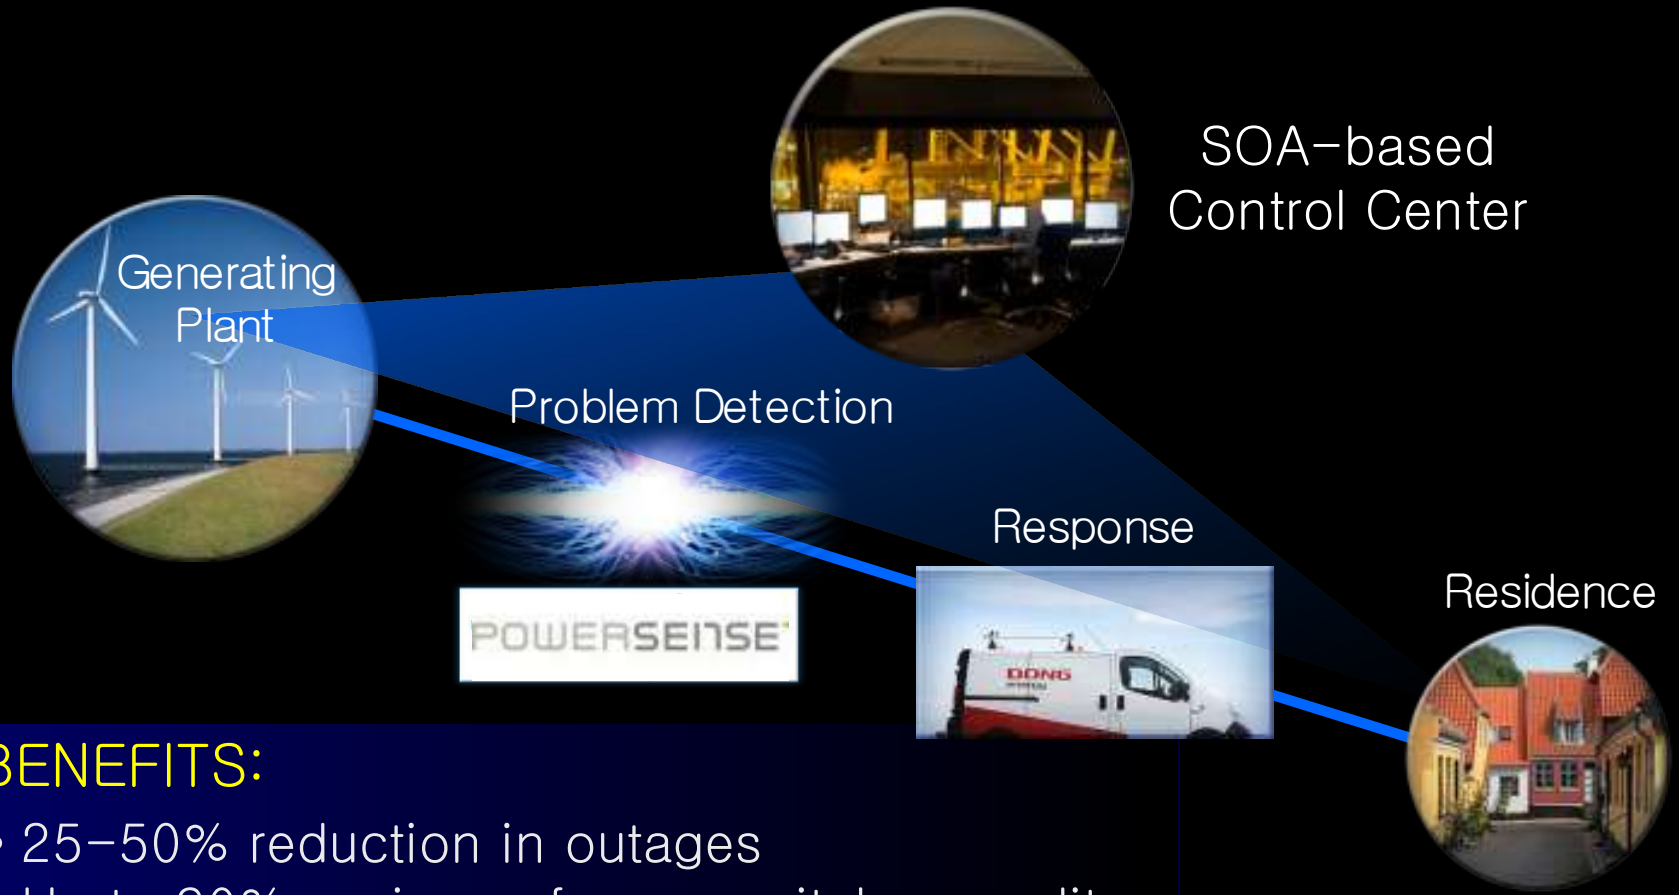 SOA-based
Control Center
Generating
Plant
Problem Detection
POWERSENSE
Response
DONG
Residence
BENEFITS:
• 25-50% reduction in outages